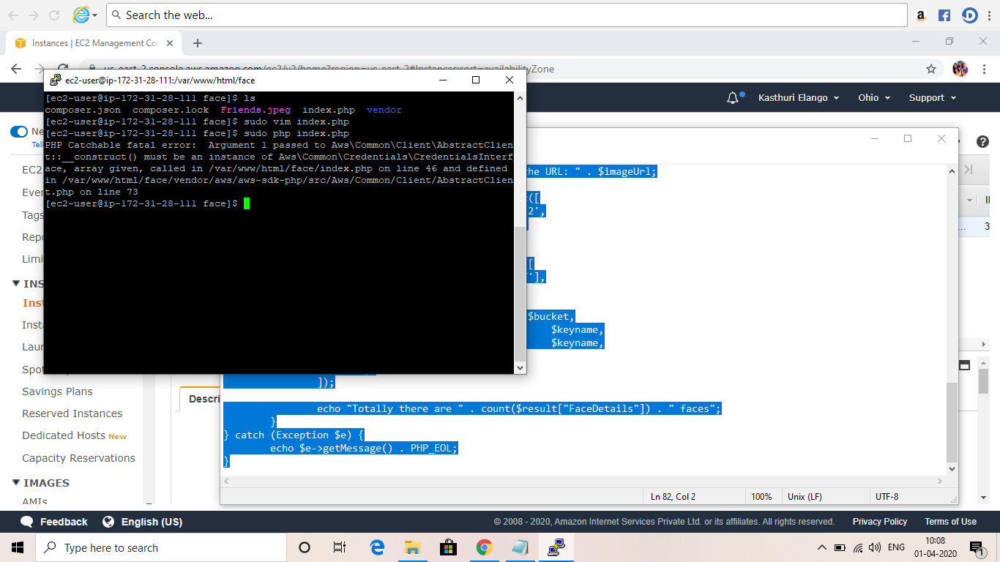 Search the web...
Instances | EC2 Management Con
us-east-2.console.aws.amazon.com/ec2/v2/home?region=us-east-2#Instances:sort=availabilityZone
ec2-user@ip-172-31-28-111:/var/www/html/face
[ec2-user@ip-172-31-28-111 face]$ ls
composer.json  composer.lock  Friends.jpeg  index.php  vendor
[ec2-user@ip-172-31-28-111 face]$ sudo vim index.php
[ec2-user@ip-172-31-28-111 face]$ sudo php index.php
PHP Catchable fatal error:  Argument 1 passed to Aws\Common\Client\AbstractClien
t::__construct() must be an instance of Aws\Common\Credentials\CredentialsInterf
ace, array given, called in /var/www/html/face/index.php on line 46 and defined
in /var/www/html/face/vendor/aws/aws-sdk-php/src/Aws/Common/Client/AbstractClien
t.php on line 73
[ec2-user@ip-172-31-28-111 face]$
Kasthuri Elango
Ohio
Support
Ne
Tell
EC2
Even
Tags
Repo
Limi
INS
Inst
Insta
Laun
Spot
Savings Plans
Reserved Instances
Dedicated Hosts New
Capacity Reservations
IMAGES
AMIs
he URL: " . $imageUrl;
([
2',
[
'],
$bucket,
$keyname,
$keyname,
]);
echo "Totally there are " . count($result["FaceDetails"]) . " faces";
}
} catch (Exception $e) {
echo $e->getMessage() . PHP_EOL;
}
Descri
Ln 82, Col 2
100%
Unix (LF)
UTF-8
... 3
Feedback
English (US)
© 2008 - 2020, Amazon Internet Services Private Ltd. or its affiliates. All rights reserved.
Privacy Policy
Terms of Use
Type here to search
ENG
10:08
01-04-2020
1